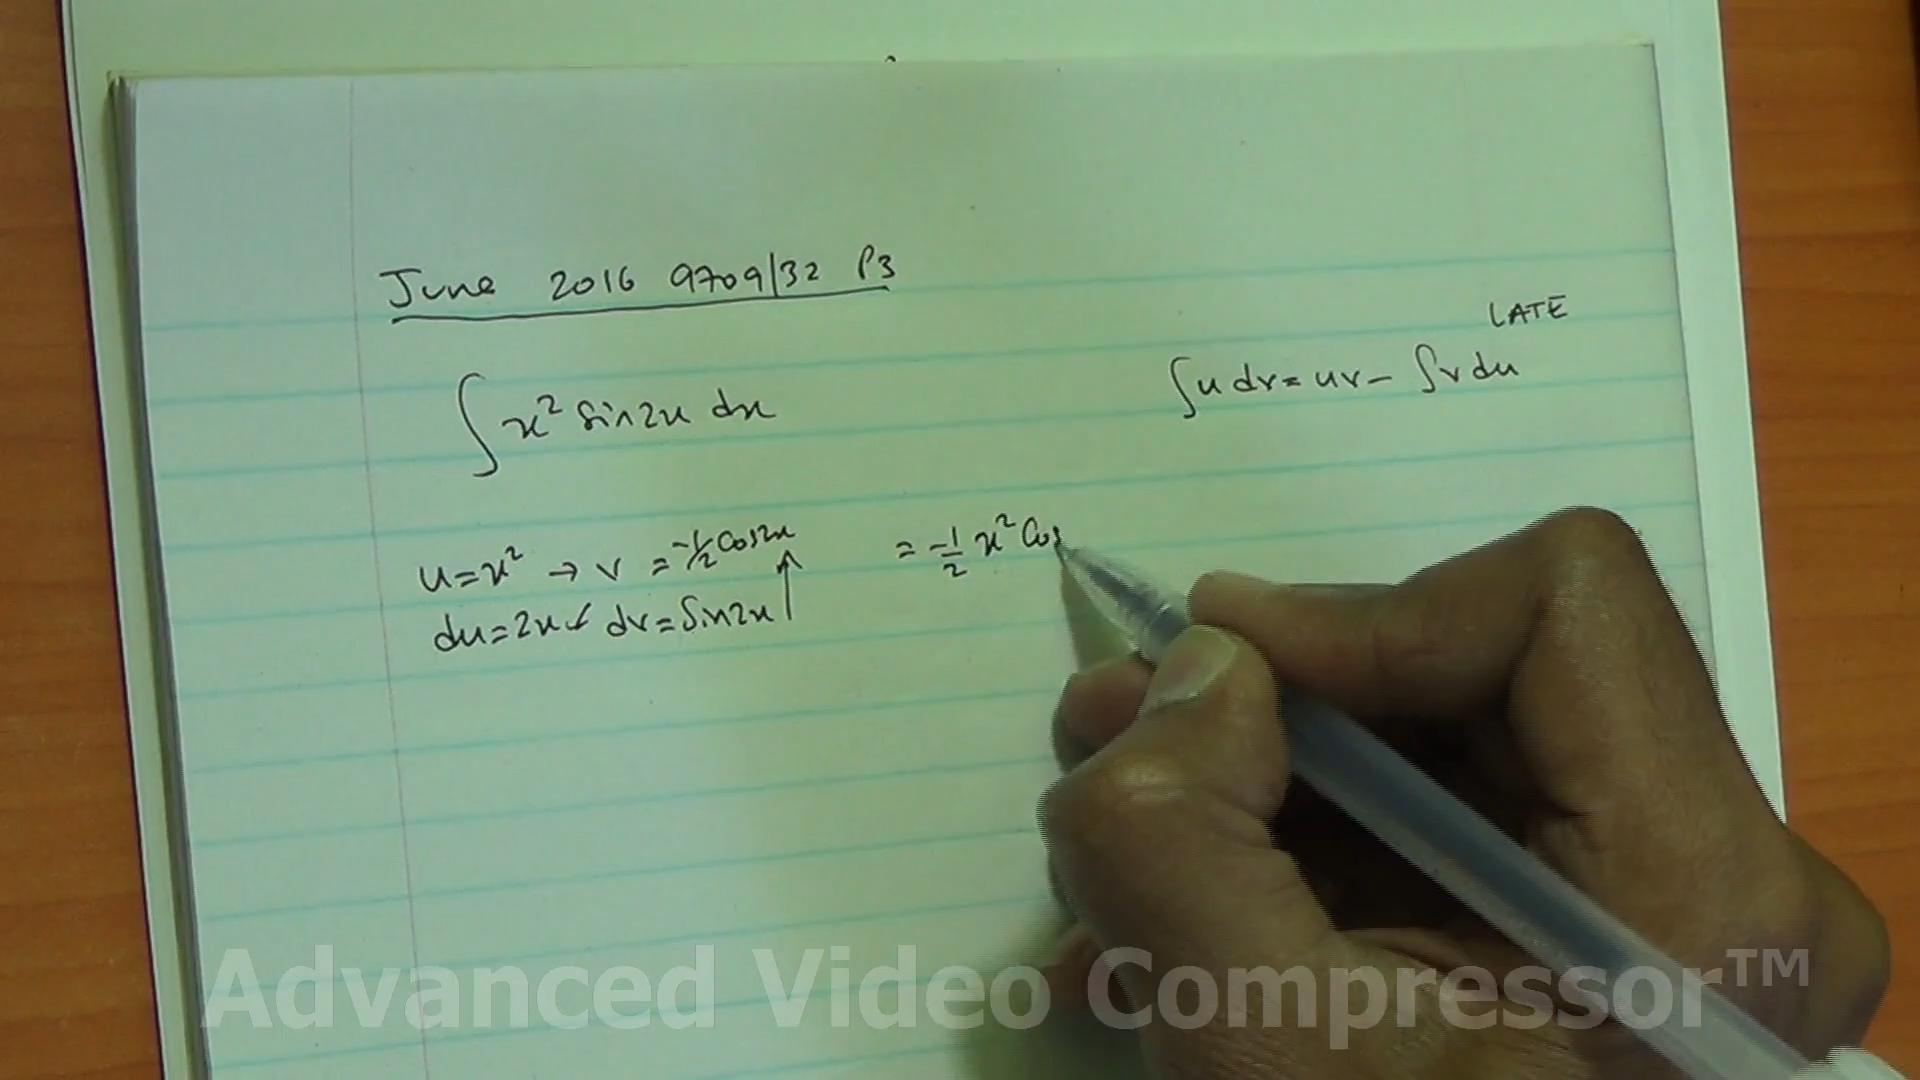 June 2016 9709/32 P3
LATE
∫ u dv = uv - ∫ v du
∫ x² Sin2x dx
u = x² → v = -½ Cos2x
du = 2x ↙ dv = Sin2x ↑
= -½ x² Cos
Advanced Video Compressor™